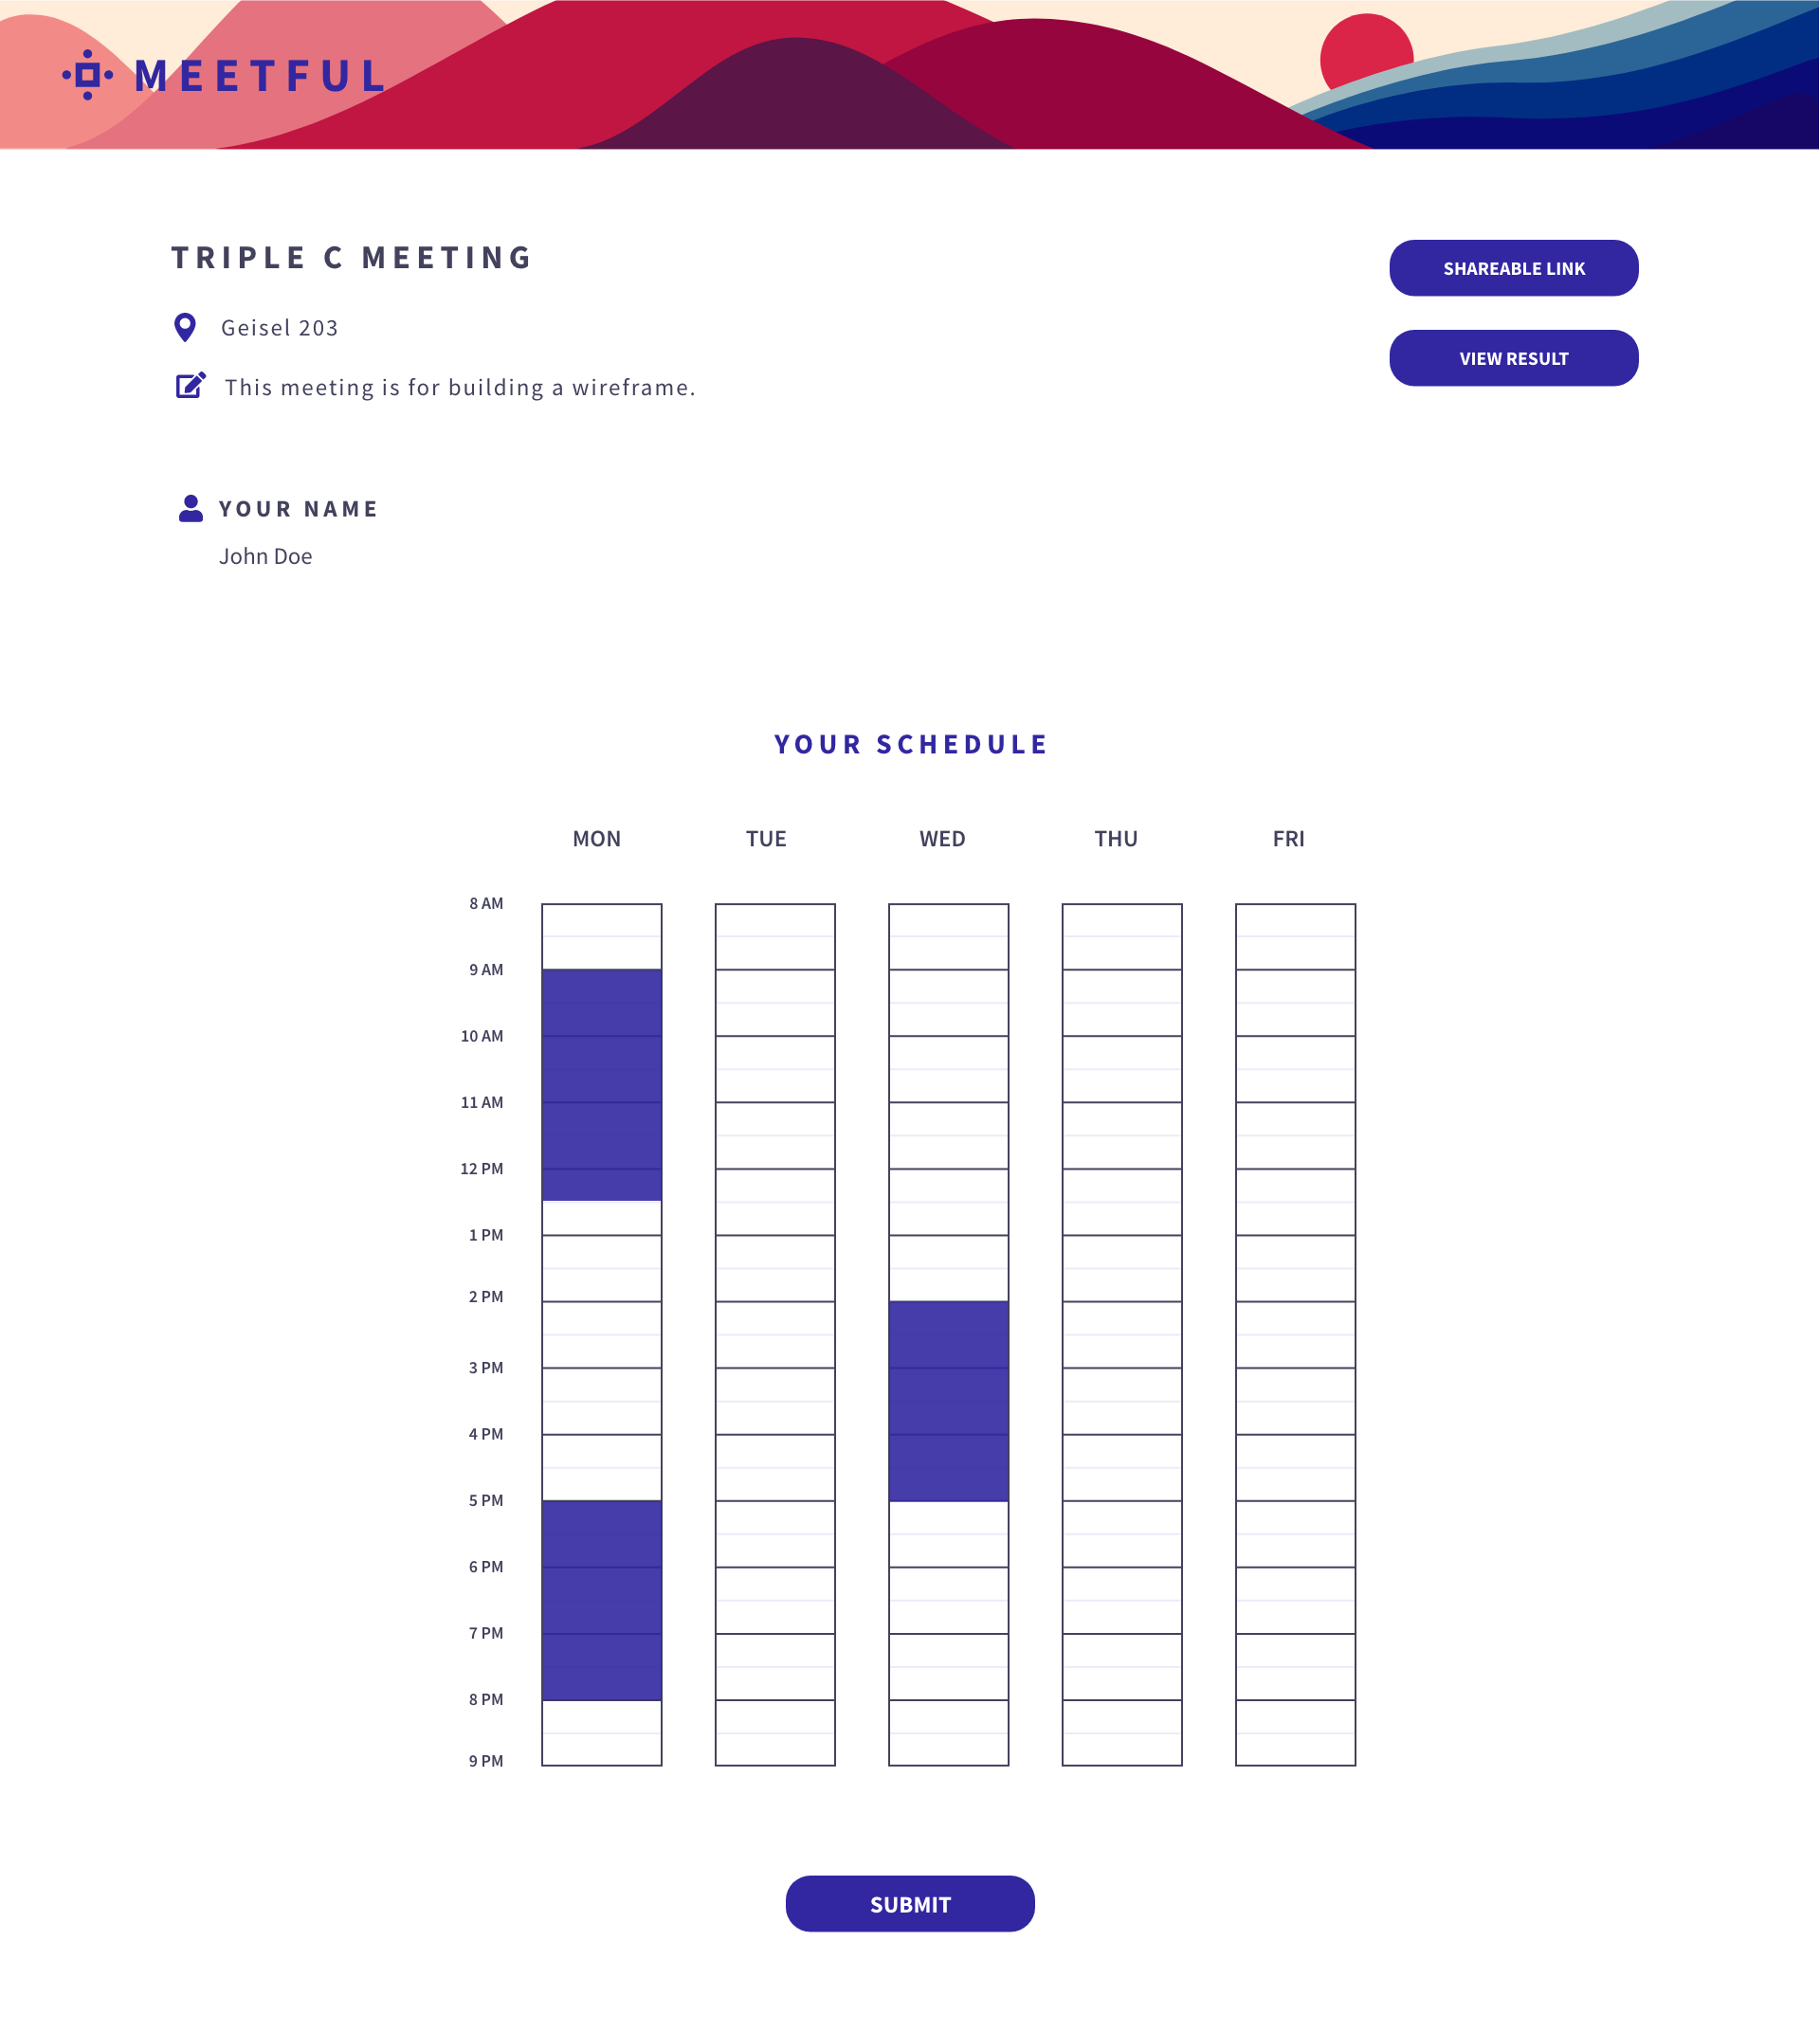 MEETFUL
TRIPLE C MEETING
SHAREABLE LINK
Geisel 203
VIEW RESULT
This meeting is for building a wireframe.
YOUR NAME
John Doe
YOUR SCHEDULE
MON TUE WED THU FRI
8 AM
9 AM
10 AM
11 AM
12 PM
1 PM
2 PM
3 PM
4 PM
5 PM
6 PM
7 PM
8 PM
9 PM
SUBMIT